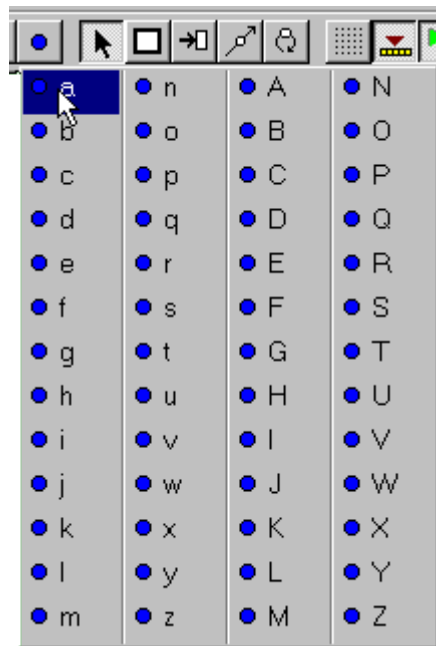 a n A N
b o B O
c p C P
d q D Q
e r E R
f s F S
g t G T
h u H U
i v I V
j w J W
k x K X
l y L Y
m z M Z